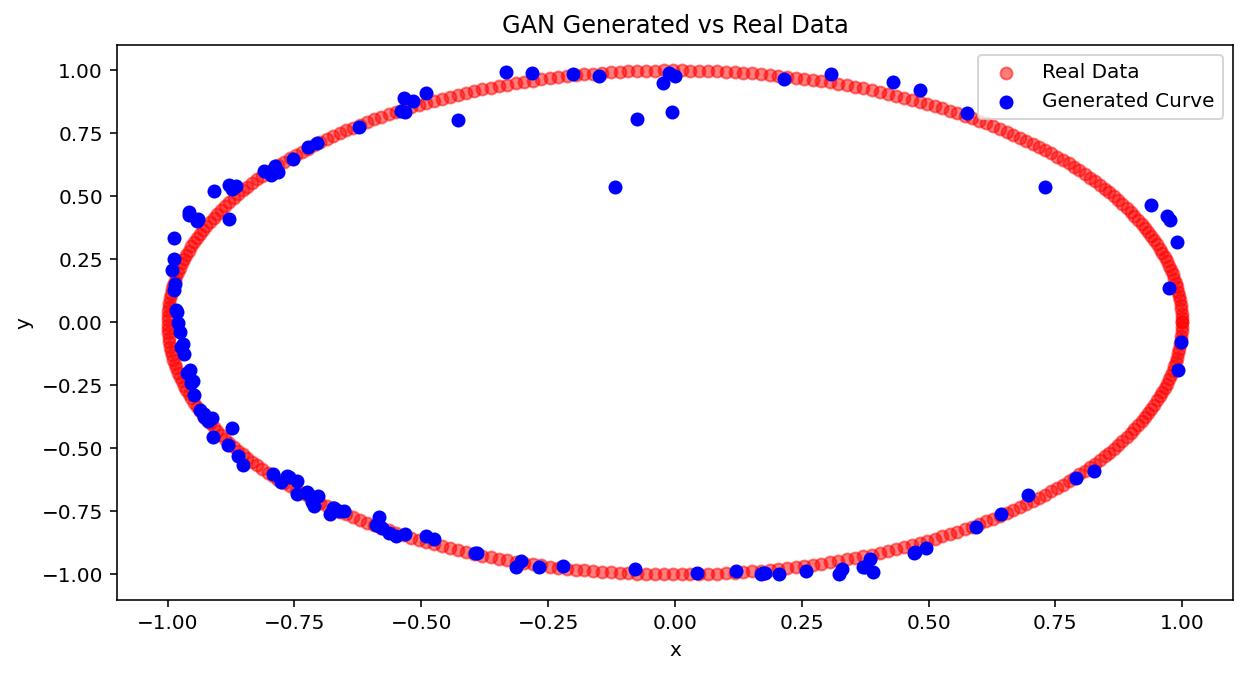 GAN Generated vs Real Data
Real Data
Generated Curve
1.00
0.75
0.50
0.25
0.00
−0.25
−0.50
−0.75
−1.00
y
−1.00 −0.75 −0.50 −0.25 0.00 0.25 0.50 0.75 1.00
x